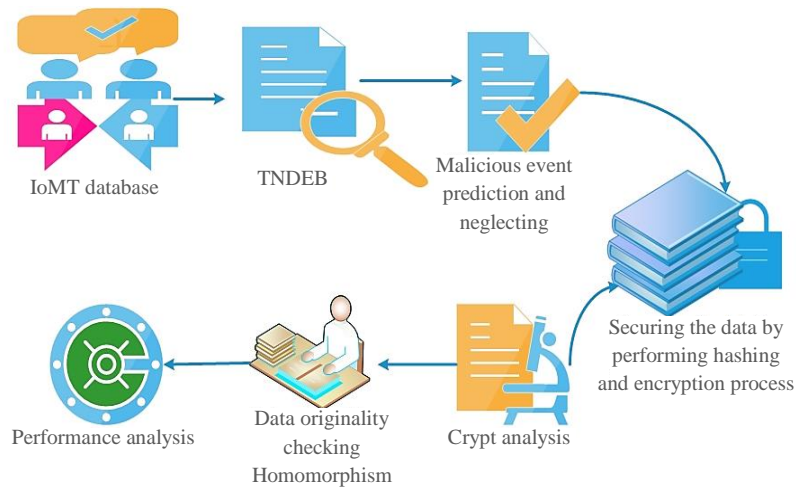 IoMT database
TNDEB
Malicious event
prediction and
neglecting
Securing the data by
performing hashing
and encryption process
Crypt analysis
Data originality
checking
Homomorphism
Performance analysis